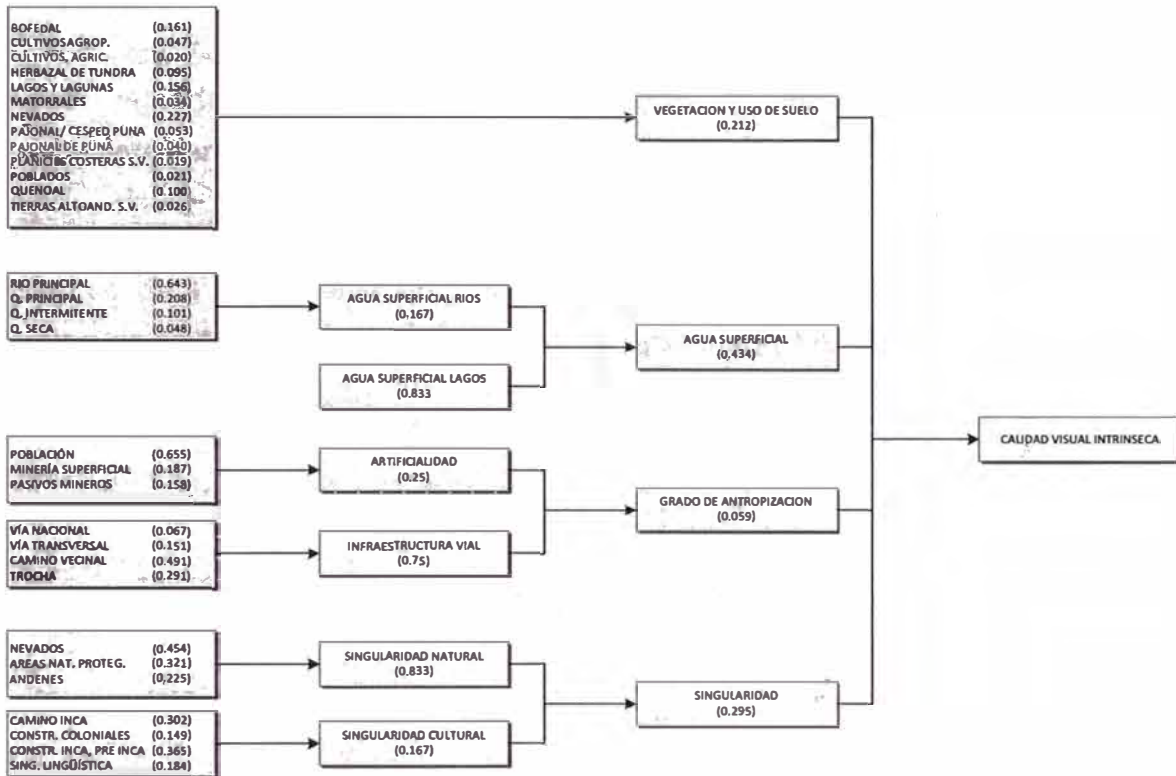 BOFEDAL (0.161)
CULTIVOSAGROP. (0.047)
CULTIVOS, AGRIC. (0.020)
HERBAZAL DE TUNDRA (0.095)
LAGOS Y LAGUNAS (0.156)
MATORRALES (0.034)
NEVADOS (0.227)
PAJONAL/ CESPED PUNA (0.053)
PAJONAL DE PUNA (0.040)
PLANICIES COSTERAS S.V. (0.019)
POBLADOS (0.021)
QUENOAL (0.100)
TIERRAS ALTOAND. S.V. (0.026)
VEGETACION Y USO DE SUELO
(0.212)
RIO PRINCIPAL (0.643)
Q. PRINCIPAL (0.208)
Q. INTERMITENTE (0.101)
Q. SECA (0.048)
AGUA SUPERFICIAL RIOS
(0.167)
AGUA SUPERFICIAL LAGOS
(0.833
AGUA SUPERFICIAL
(0.434)
POBLACIÓN (0.655)
MINERÍA SUPERFICIAL (0.187)
PASIVOS MINEROS (0.158)
ARTIFICIALIDAD
(0.25)
VÍA NACIONAL (0.067)
VÍA TRANSVERSAL (0.151)
CAMINO VECINAL (0.491)
TROCHA (0.291)
INFRAESTRUCTURA VIAL
(0.75)
GRADO DE ANTROPIZACION
(0.059)
NEVADOS (0.454)
AREAS NAT. PROTEG. (0.321)
ANDENES (0.225)
SINGULARIDAD NATURAL
(0.833)
CAMINO INCA (0.302)
CONSTR. COLONIALES (0.149)
CONSTR. INCA, PRE INCA (0.365)
SING. LINGÜÍSTICA (0.184)
SINGULARIDAD CULTURAL
(0.167)
SINGULARIDAD
(0.295)
CALIDAD VISUAL INTRINSECA